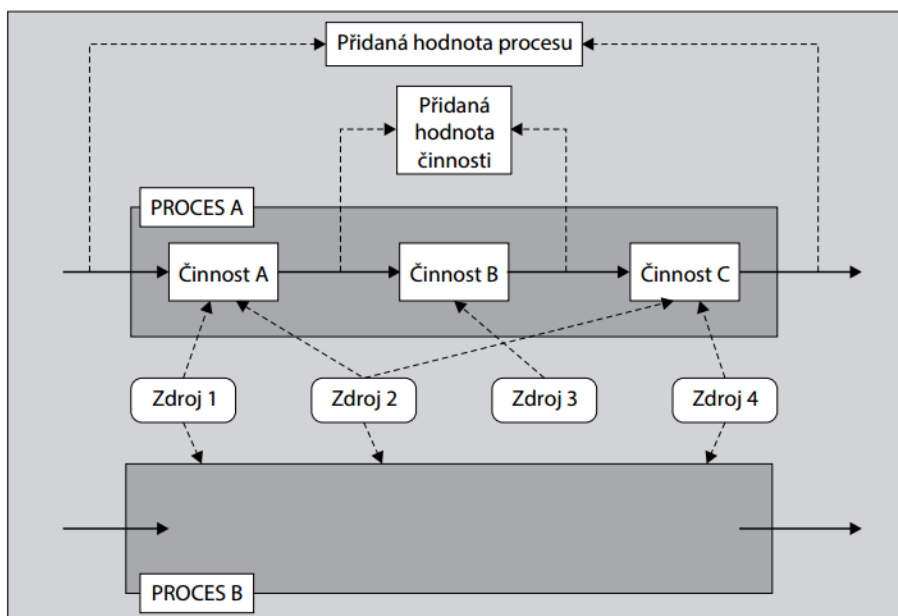 Přidaná hodnota procesu
Přidaná
hodnota
činnosti
PROCES A
Činnost A
Činnost B
Činnost C
Zdroj 1
Zdroj 2
Zdroj 3
Zdroj 4
PROCES B